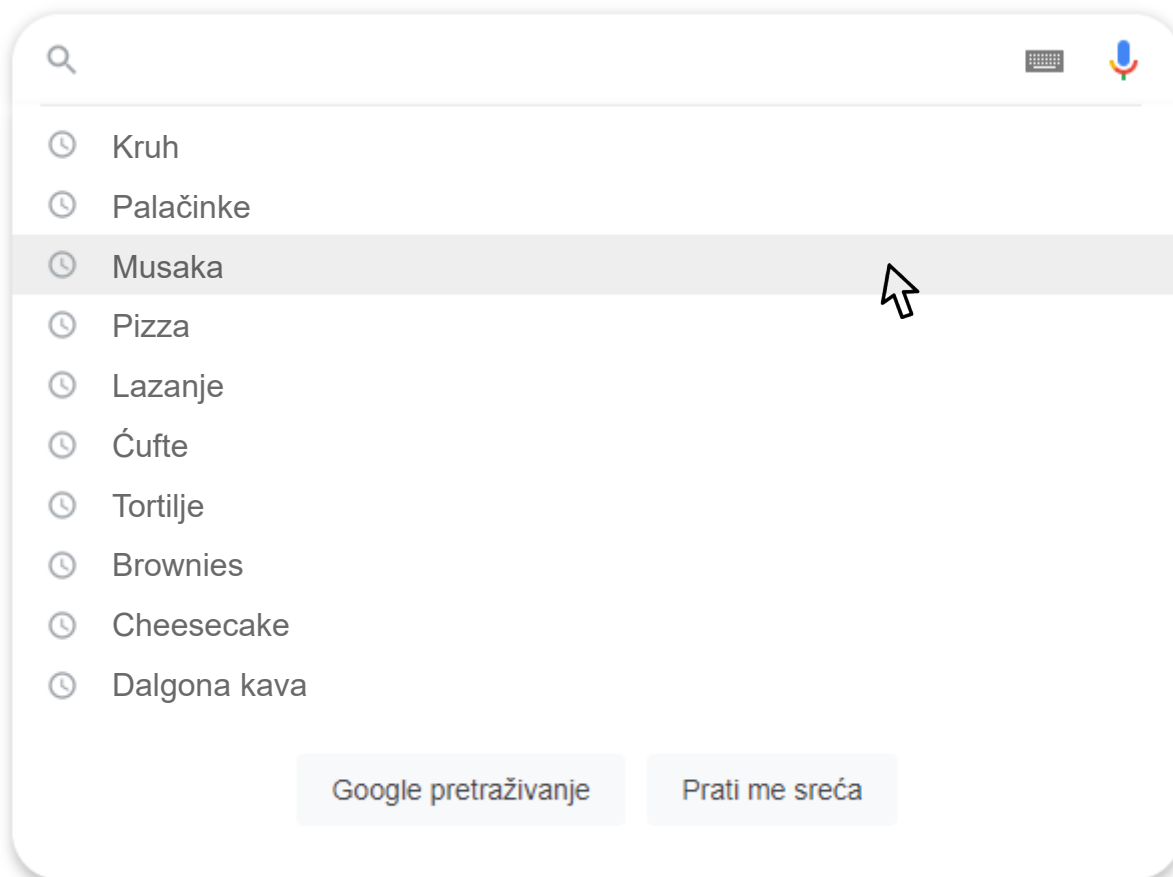 Kruh
Palačinke
Musaka
Pizza
Lazanje
Ćufte
Tortilje
Brownies
Cheesecake
Dalgona kava
Google pretraživanje
Prati me sreća